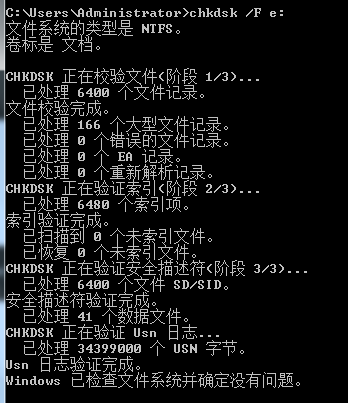 C:\Users\Administrator>chkdsk /F e:
文件系统的类型是 NTFS。
卷标是 文档。
CHKDSK 正在校验文件(阶段 1/3)...
已处理 6400 个文件记录。
文件校验完成。
已处理 166 个大型文件记录。
已处理 0 个错误的文件记录。
已处理 0 个 EA 记录。
已处理 0 个重新解析记录。
CHKDSK 正在验证索引(阶段 2/3)...
已处理 6480 个索引项。
索引验证完成。
已扫描到 0 个未索引文件。
已恢复 0 个未索引文件。
CHKDSK 正在验证安全描述符(阶段 3/3)...
已处理 6400 个文件 SD/SID。
安全描述符验证完成。
已处理 41 个数据文件。
CHKDSK 正在验证 Usn 日志...
已处理 34399000 个 USN 字节。
Usn 日志验证完成。
Windows 已检查文件系统并确定没有问题。